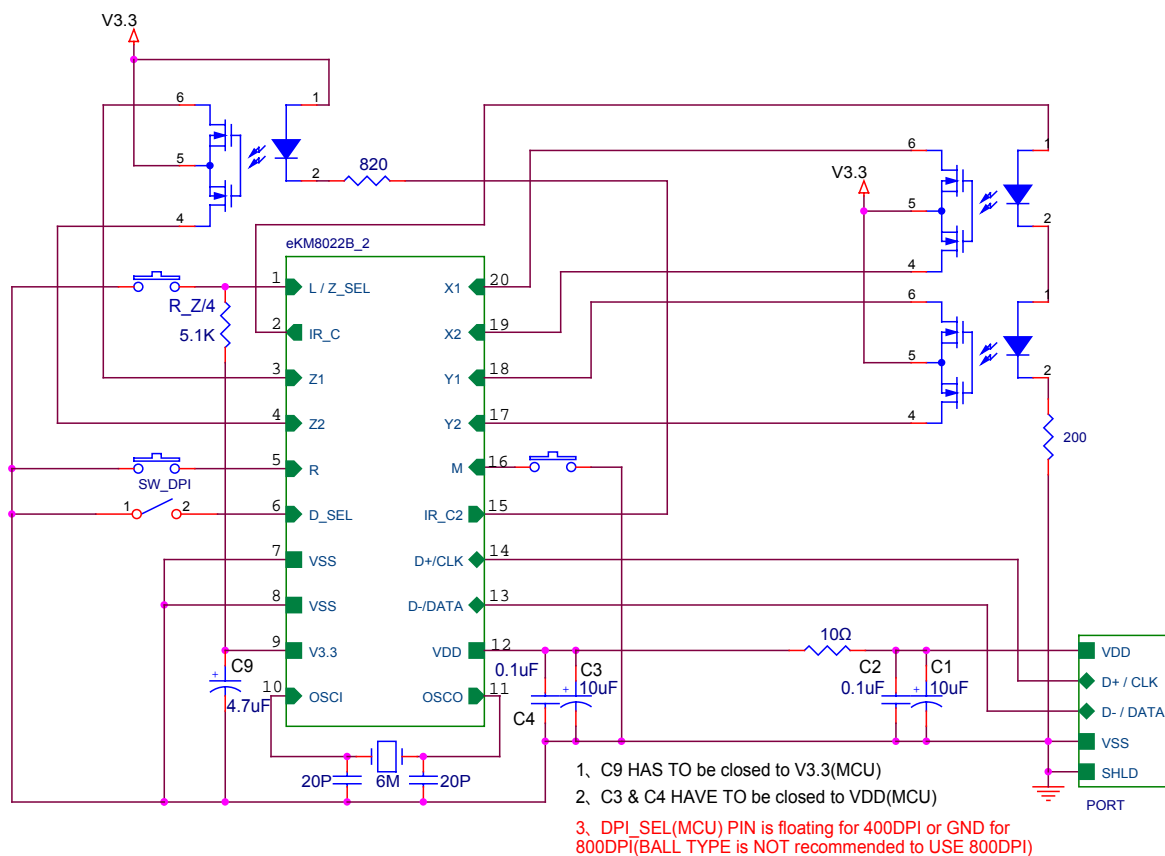 V3.3
6
1
5
2
820
4
6
1
V3.3
5
2
4
6
1
5
2
4
200
eKM8022B_2
1
L / Z_SEL
X1
20
R_Z/4
5.1K
2
IR_C
X2
19
3
Z1
Y1
18
4
Z2
Y2
17
5
R
M
16
SW_DPI
1
2
6
D_SEL
IR_C2
15
7
VSS
D+/CLK
14
8
VSS
D-/DATA
13
9
V3.3
VDD
12
10
OSCI
OSCO
11
+
C9
4.7uF
20P
6M
20P
0.1uF
C4
C3
+
10uF
10Ω
C2
0.1uF
C1
+
10uF
VDD
D+ / CLK
D- / DATA
VSS
SHLD
PORT
1、C9 HAS TO be closed to V3.3(MCU)
2、C3 & C4 HAVE TO be closed to VDD(MCU)
3、DPI_SEL(MCU) PIN is floating for 400DPI or GND for
800DPI(BALL TYPE is NOT recommended to USE 800DPI)